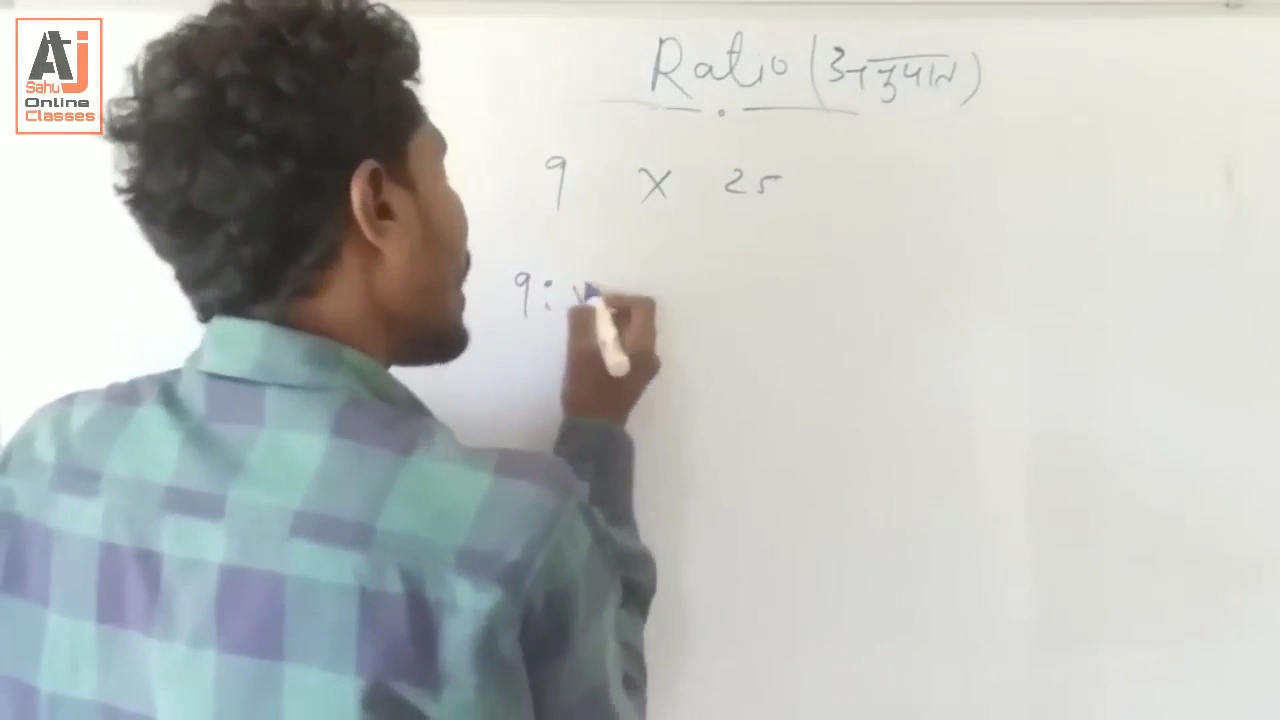 AJ
Sahu
Online
Classes
Ratio (अनुपात)
9 x 25
9: